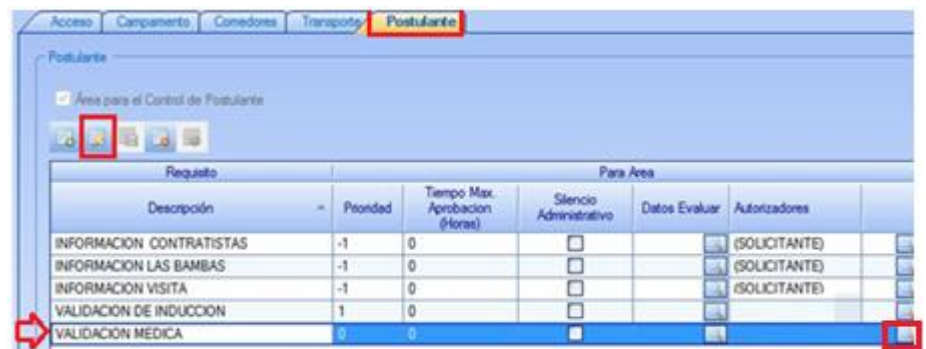 Acceso Campamento Comedores Transporte Postulante
Postulante
Área para el Control de Postulante
Requisito Para Area
Descripción Prioridad Tiempo Max. Aprobacion (Horas) Silencio Administrativo Datos Evaluar Autorizadores
INFORMACION CONTRATISTAS -1 0 (SOLICITANTE)
INFORMACION LAS BAMBAS -1 0 (SOLICITANTE)
INFORMACION VISITA -1 0 (SOLICITANTE)
VALIDACION DE INDUCCION 1 0
VALIDACION MEDICA 0 0